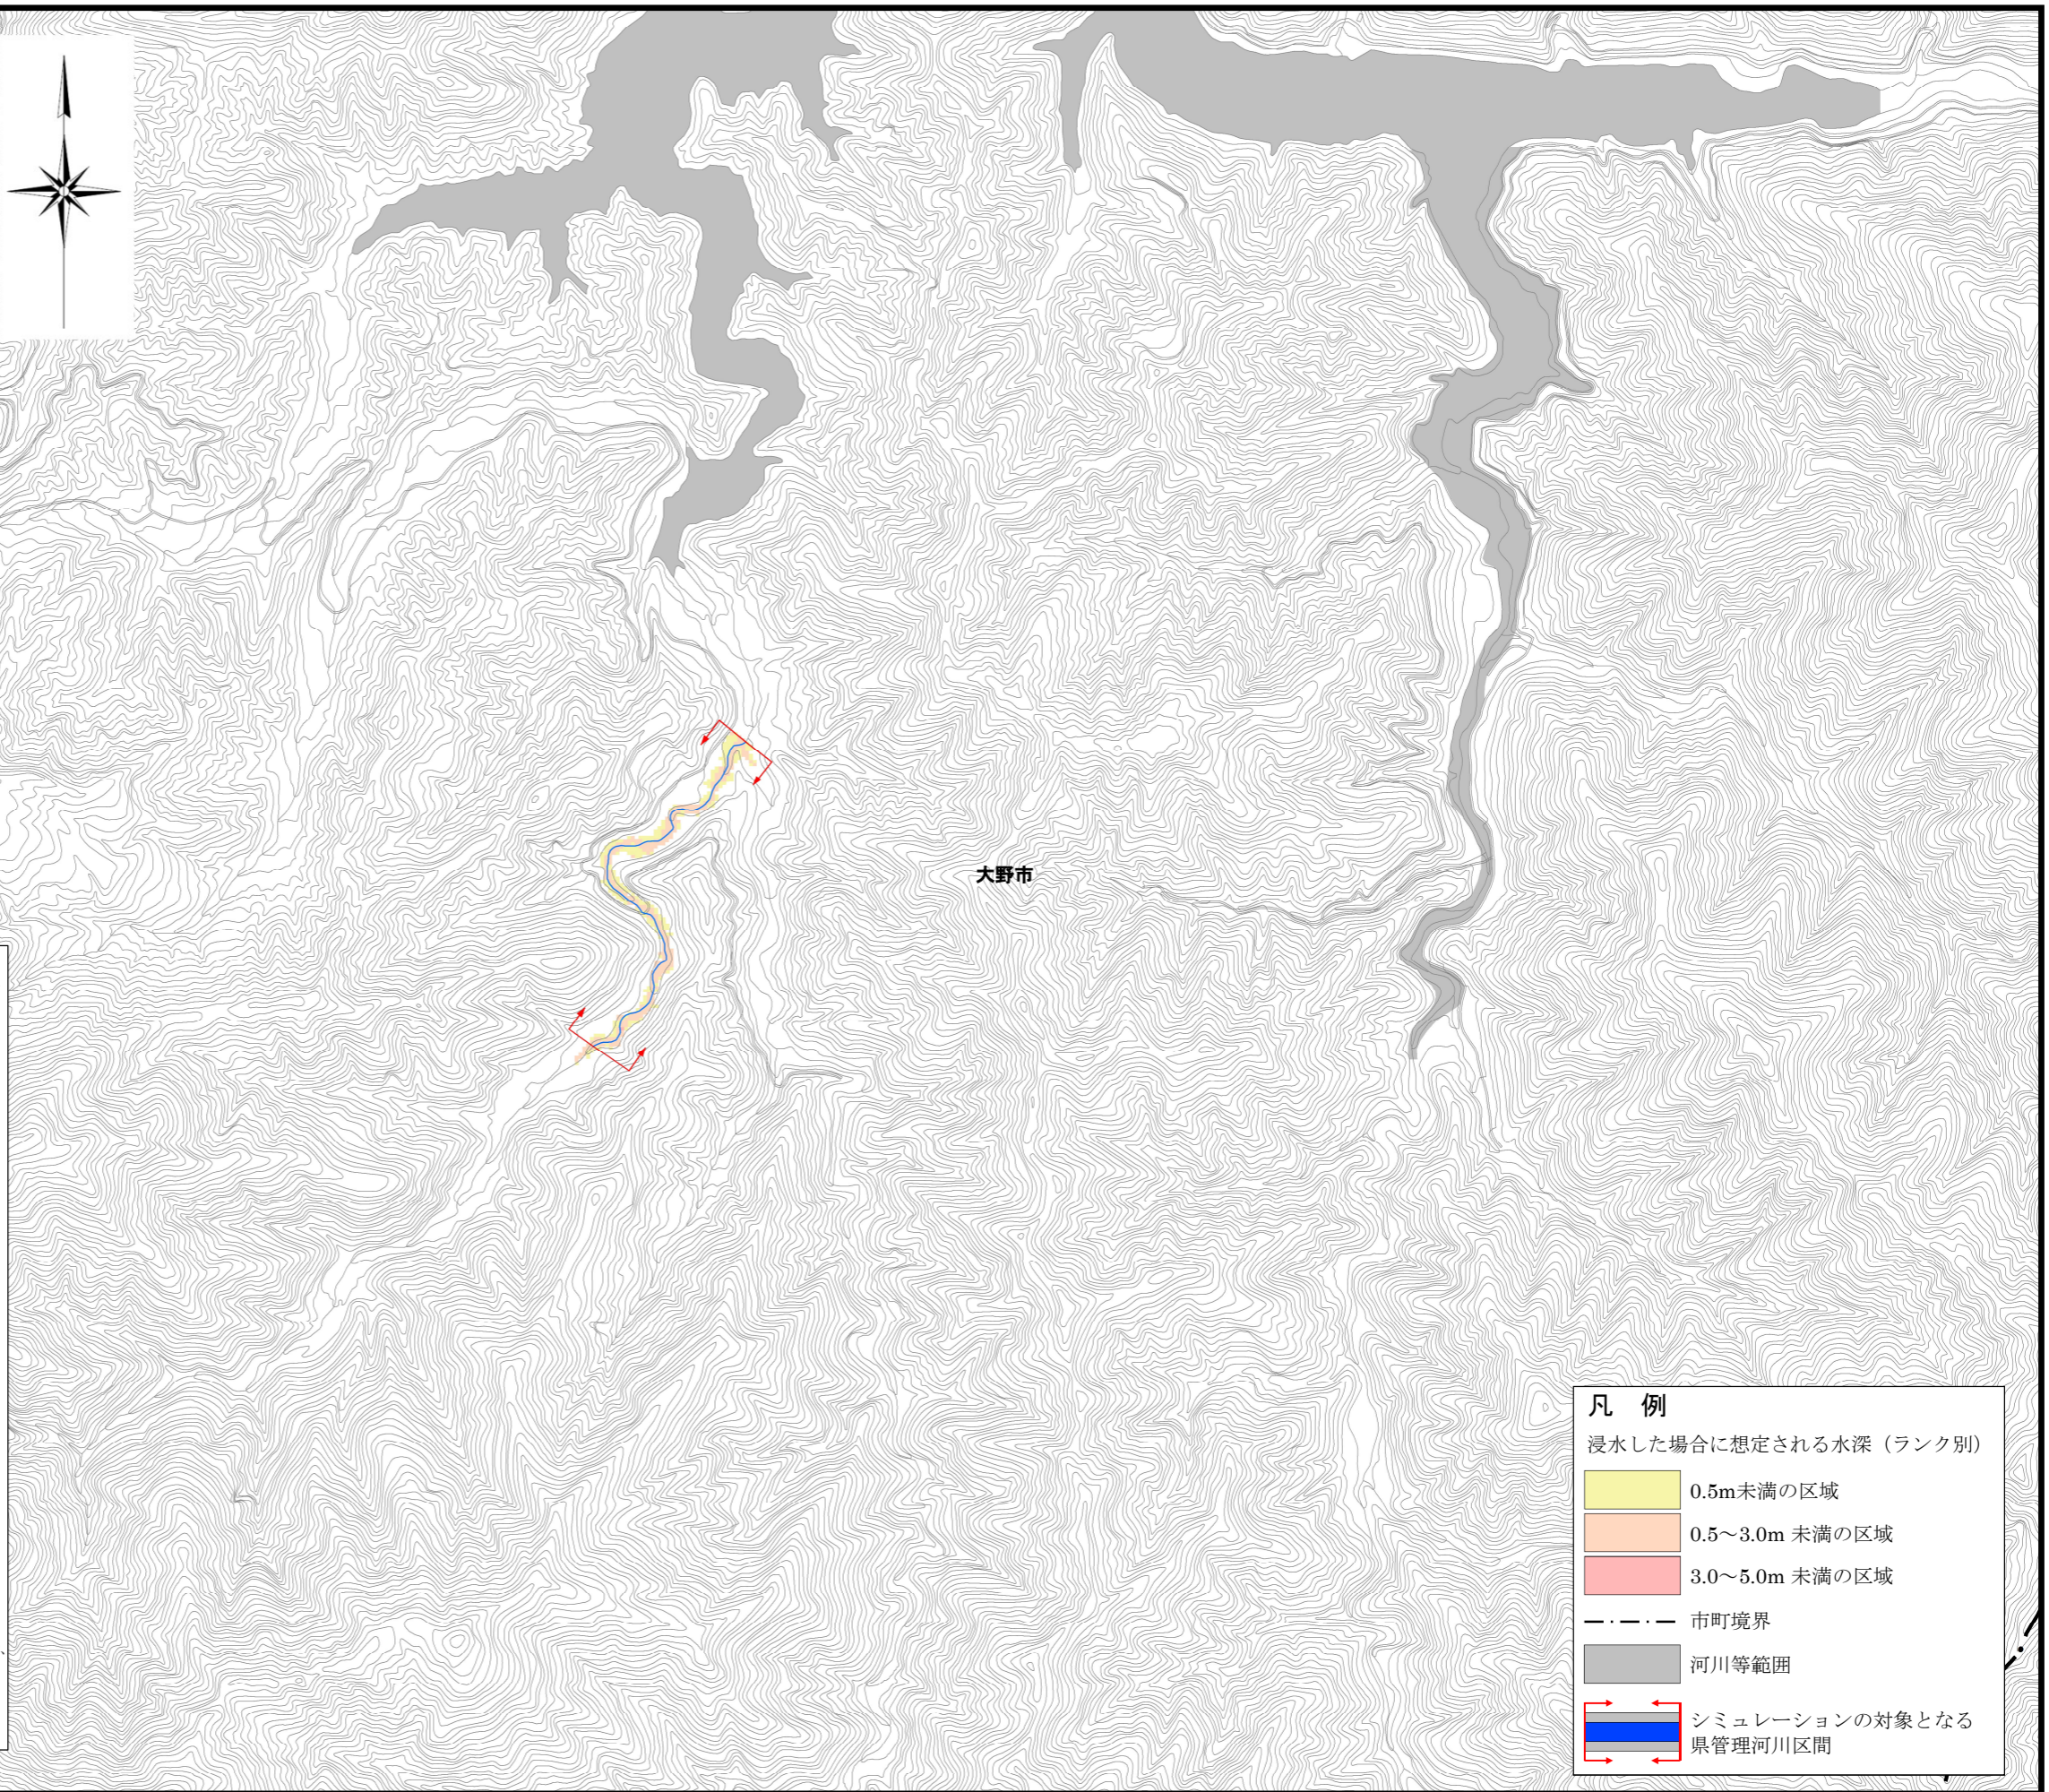 大野市
凡 例
浸水した場合に想定される水深（ランク別）
0.5m未満の区域
0.5～3.0m 未満の区域
3.0～5.0m 未満の区域
市町境界
河川等範囲
シミュレーションの対象となる
県管理河川区間
、